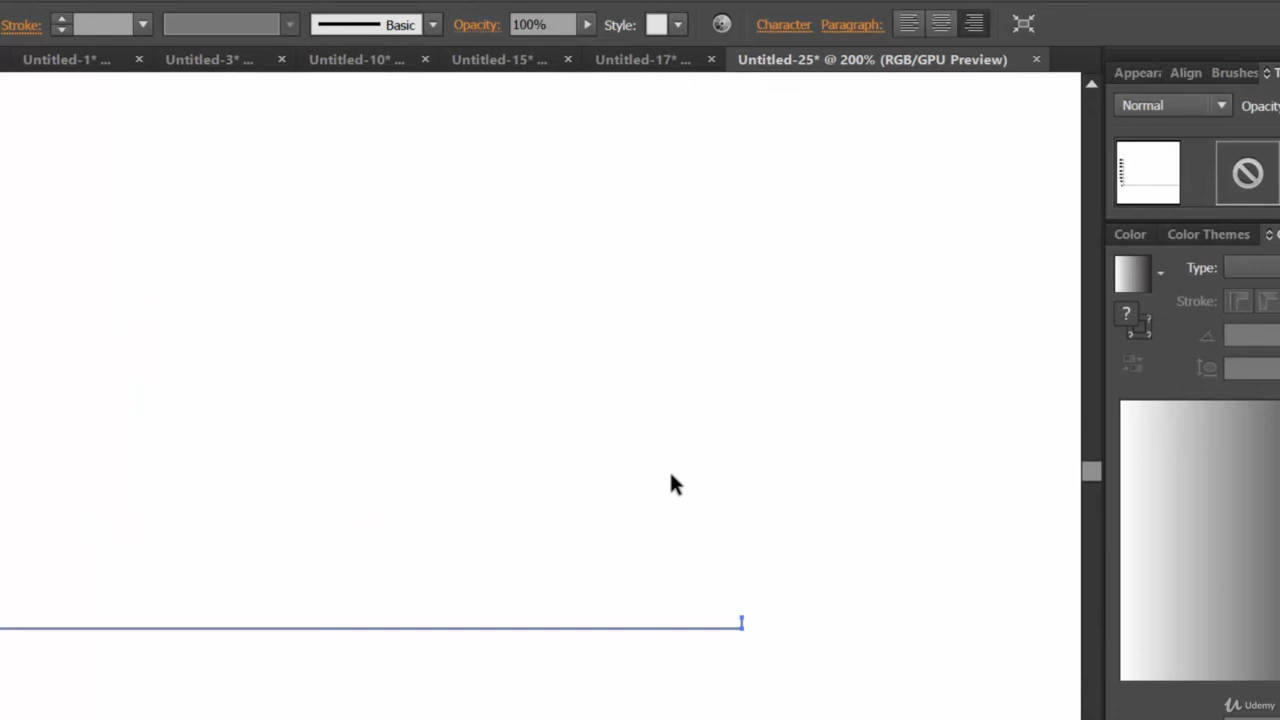 Stroke: Basic Opacity: 100% Style: Character Paragraph:
Untitled-1* ... Untitled-3* ... Untitled-10* ... Untitled-15* ... Untitled-17* ... Untitled-25* @ 200% (RGB/GPU Preview)
Appear Align Brushes
Normal Opacity
Color Color Themes
Type:
Stroke:
?
Udemy